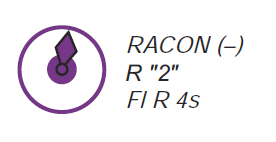 RACON (–)
R "2"
Fl R 4s